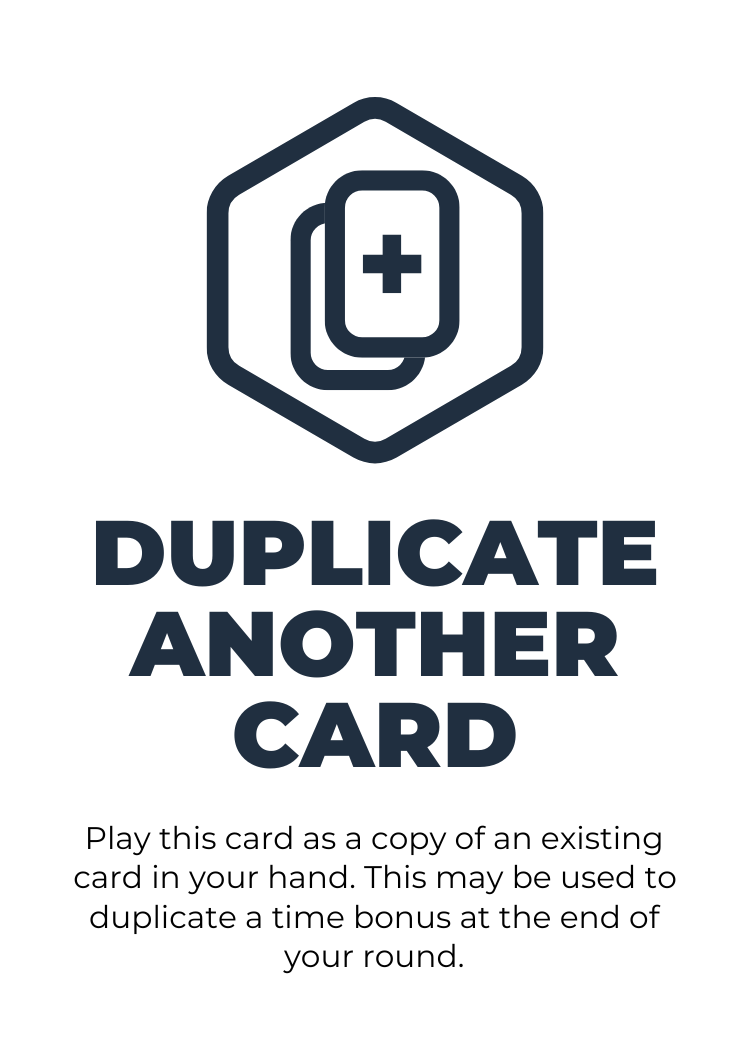 DUPLICATE
ANOTHER
CARD
Play this card as a copy of an existing
card in your hand. This may be used to
duplicate a time bonus at the end of
your round.